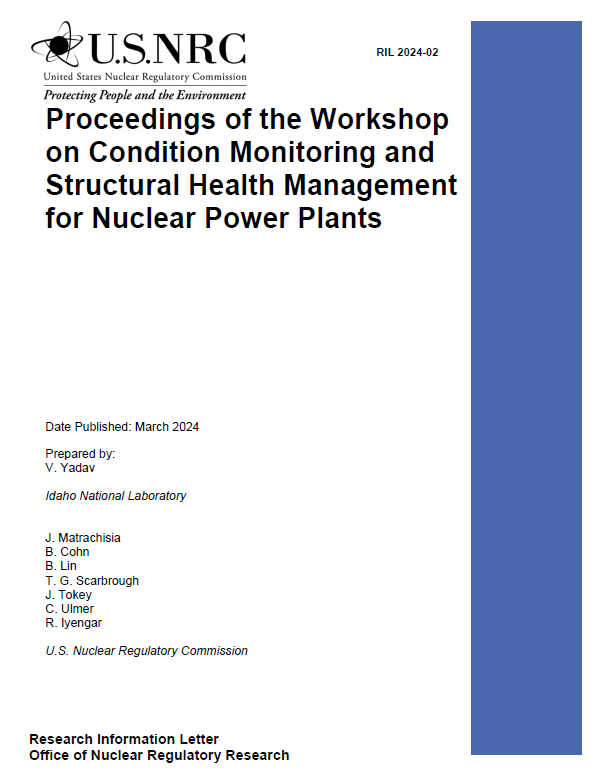 U.S.NRC
RIL 2024-02
United States Nuclear Regulatory Commission
Protecting People and the Environment
Proceedings of the Workshop
on Condition Monitoring and
Structural Health Management
for Nuclear Power Plants
Date Published: March 2024
Prepared by:
V. Yadav
Idaho National Laboratory
J. Matrachisia
B. Cohn
B. Lin
T. G. Scarbrough
J. Tokey
C. Ulmer
R. Iyengar
U.S. Nuclear Regulatory Commission
Research Information Letter
Office of Nuclear Regulatory Research